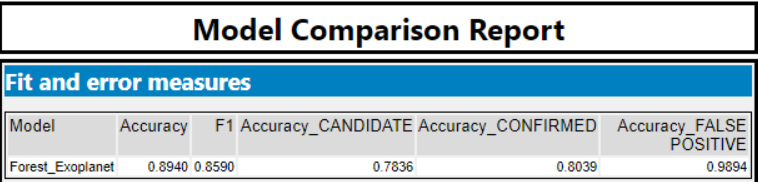 Model Comparison Report
Fit and error measures
Model Accuracy F1 Accuracy_CANDIDATE Accuracy_CONFIRMED Accuracy_FALSE
POSITIVE
Forest_Exoplanet 0.8940 0.8590 0.7836 0.8039 0.9894